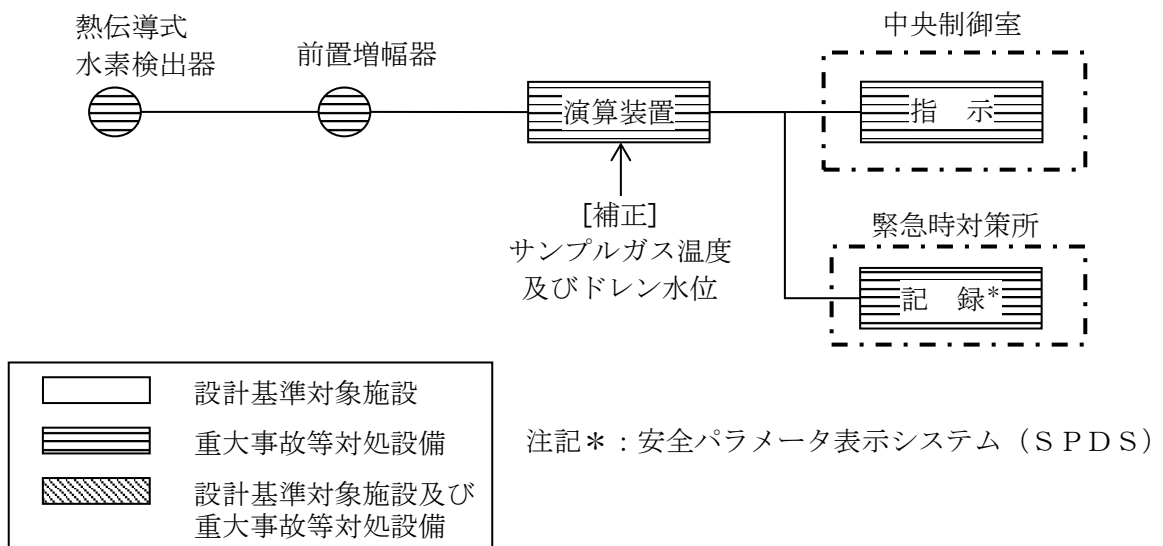 熱伝導式
水素検出器
前置増幅器
演算装置
中央制御室
指　示
[補正]
サンプルガス温度
及びドレン水位
緊急時対策所
記　録*
設計基準対象施設
重大事故等対処設備
設計基準対象施設及び
重大事故等対処設備
注記＊：安全パラメータ表示システム（ＳＰＤＳ）